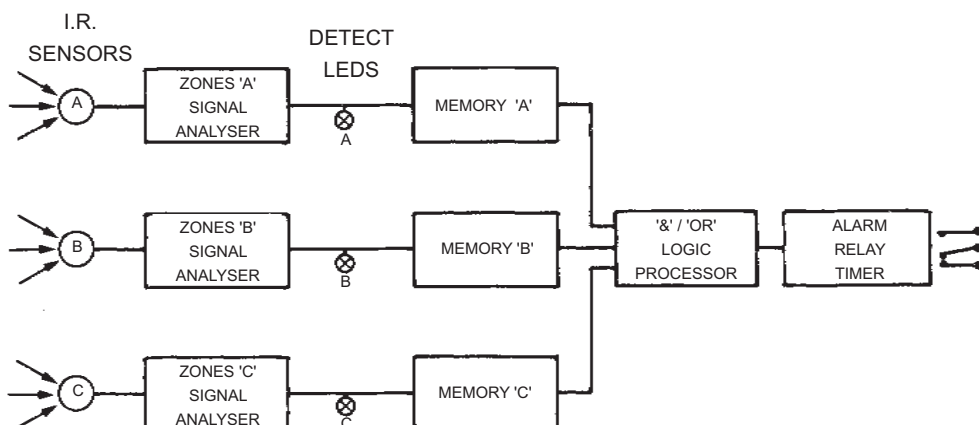 I.R.
SENSORS
DETECT
LEDS
A
ZONES 'A'
SIGNAL
ANALYSER
A
MEMORY 'A'
B
ZONES 'B'
SIGNAL
ANALYSER
B
MEMORY 'B'
'&' / 'OR'
LOGIC
PROCESSOR
ALARM
RELAY
TIMER
C
ZONES 'C'
SIGNAL
ANALYSER
C
MEMORY 'C'